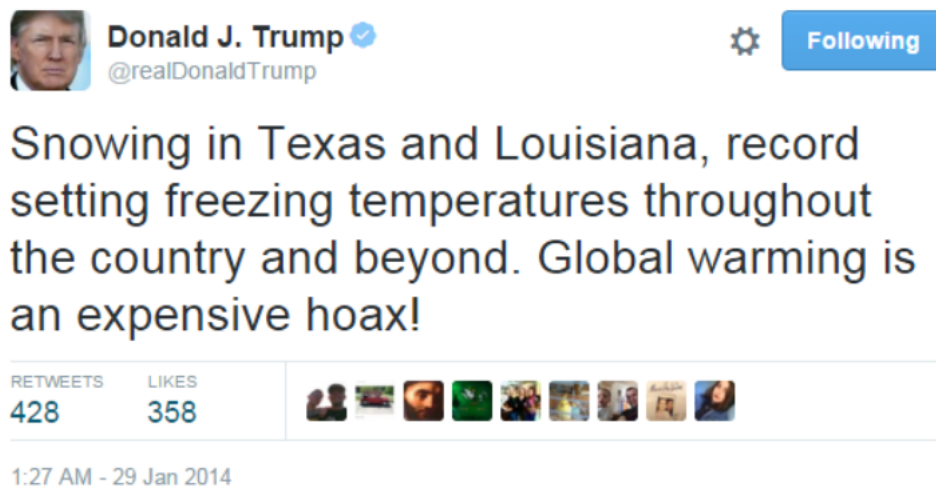 Donald J. Trump
@realDonaldTrump
Following
Snowing in Texas and Louisiana, record
setting freezing temperatures throughout
the country and beyond. Global warming is
an expensive hoax!
RETWEETS LIKES
428 358
1:27 AM - 29 Jan 2014